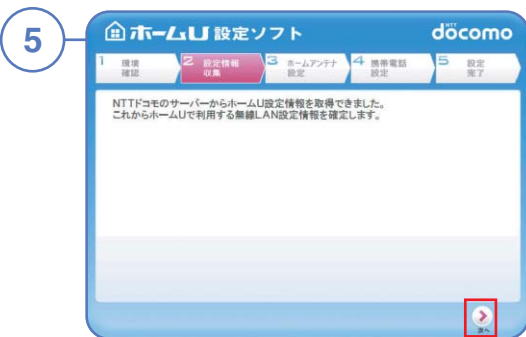 5
ホームU 設定ソフト
NTT
döcomo
1 環境
確認
2 設定情報
収集
3 ホームアンテナ
設定
4 携帯電話
設定
5 設定
完了
NTTドコモのサーバーからホームU設定情報を取得できました。
これからホームUで利用する無線LAN設定情報を確定します。
次へ